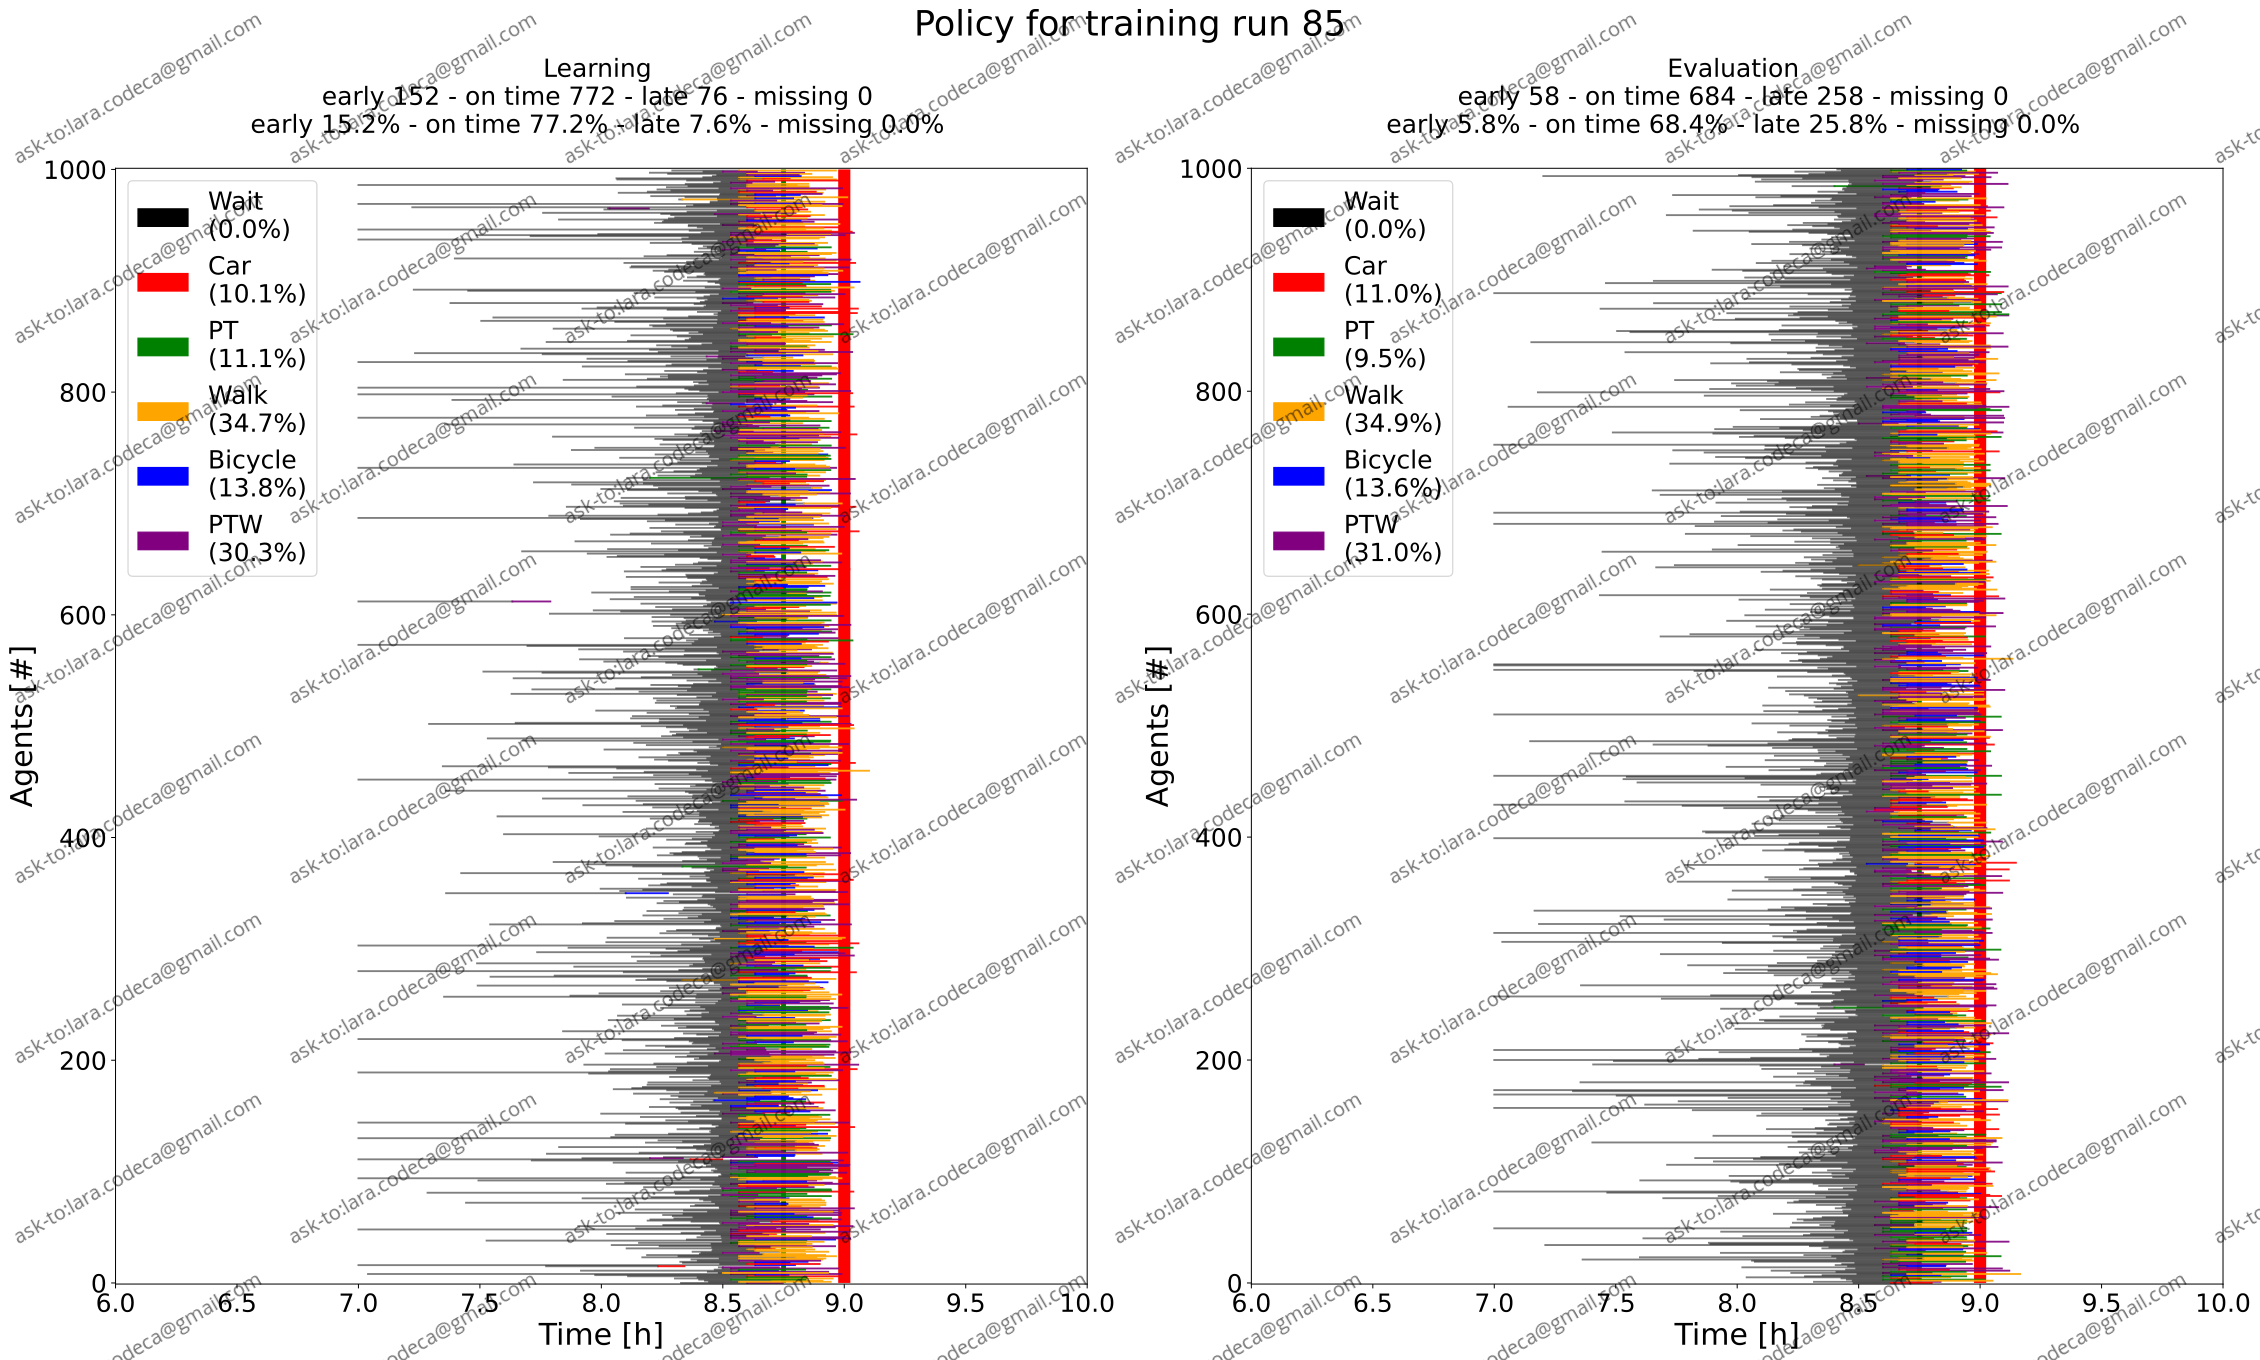 Policy for training run 85
Learning
early 152 - on time 772 - late 76 - missing 0
early 15.2% - on time 77.2% - late 7.6% - missing 0.0%
1000
800
600
400
200
0
Agents [#]
Wait
(0.0%)
Car
(10.1%)
PT
(11.1%)
Walk
(34.7%)
Bicycle
(13.8%)
PTW
(30.3%)
6.0 6.5 7.0 7.5 8.0 8.5 9.0 9.5 10.0
Time [h]
Evaluation
early 58 - on time 684 - late 258 - missing 0
early 5.8% - on time 68.4% - late 25.8% - missing 0.0%
1000
800
600
400
200
0
Agents [#]
Wait
(0.0%)
Car
(11.0%)
PT
(9.5%)
Walk
(34.9%)
Bicycle
(13.6%)
PTW
(31.0%)
6.0 6.5 7.0 7.5 8.0 8.5 9.0 9.5 10.0
Time [h]
ask-to:lara.codeca@gmail.com